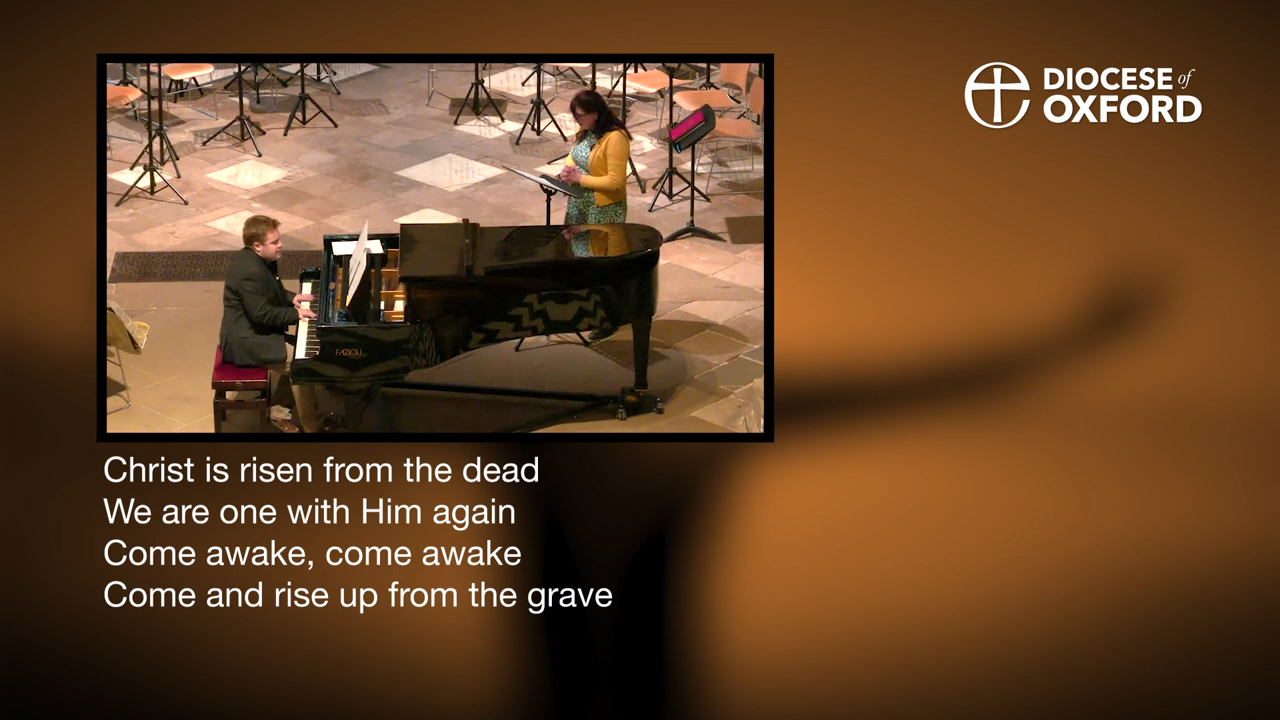 DIOCESE of
OXFORD
FAZIOLI
Christ is risen from the dead
We are one with Him again
Come awake, come awake
Come and rise up from the grave